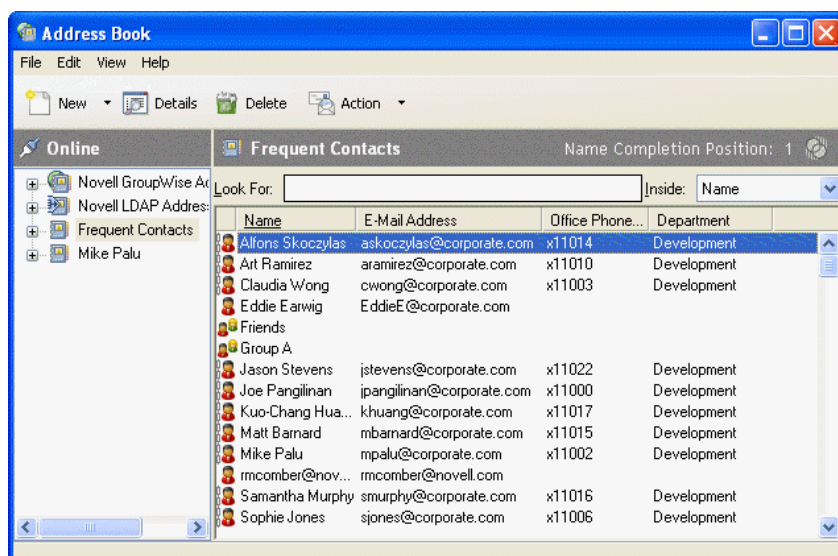 Address Book
File Edit View Help
New Details Delete Action
Online
Frequent Contacts Name Completion Position: 1
Novell GroupWise Ac
Novell LDAP Address
Frequent Contacts
Mike Palu
Look For: Inside: Name
Name E-Mail Address Office Phone... Department
Alfons Skoczylas askoczylas@corporate.com x11014 Development
Art Ramirez aramirez@corporate.com x11010 Development
Claudia Wong cwong@corporate.com x11003 Development
Eddie Earwig EddieE@corporate.com
Friends
Group A
Jason Stevens jstevens@corporate.com x11022 Development
Joe Pangilinan jpangilinan@corporate.com x11000 Development
Kuo-Chang Hua... khuang@corporate.com x11017 Development
Matt Barnard mbarnard@corporate.com x11015 Development
Mike Palu mpalu@corporate.com x11002 Development
rmcomber@nov... rmcomber@novell.com
Samantha Murphy smurphy@corporate.com x11016 Development
Sophie Jones sjones@corporate.com x11006 Development